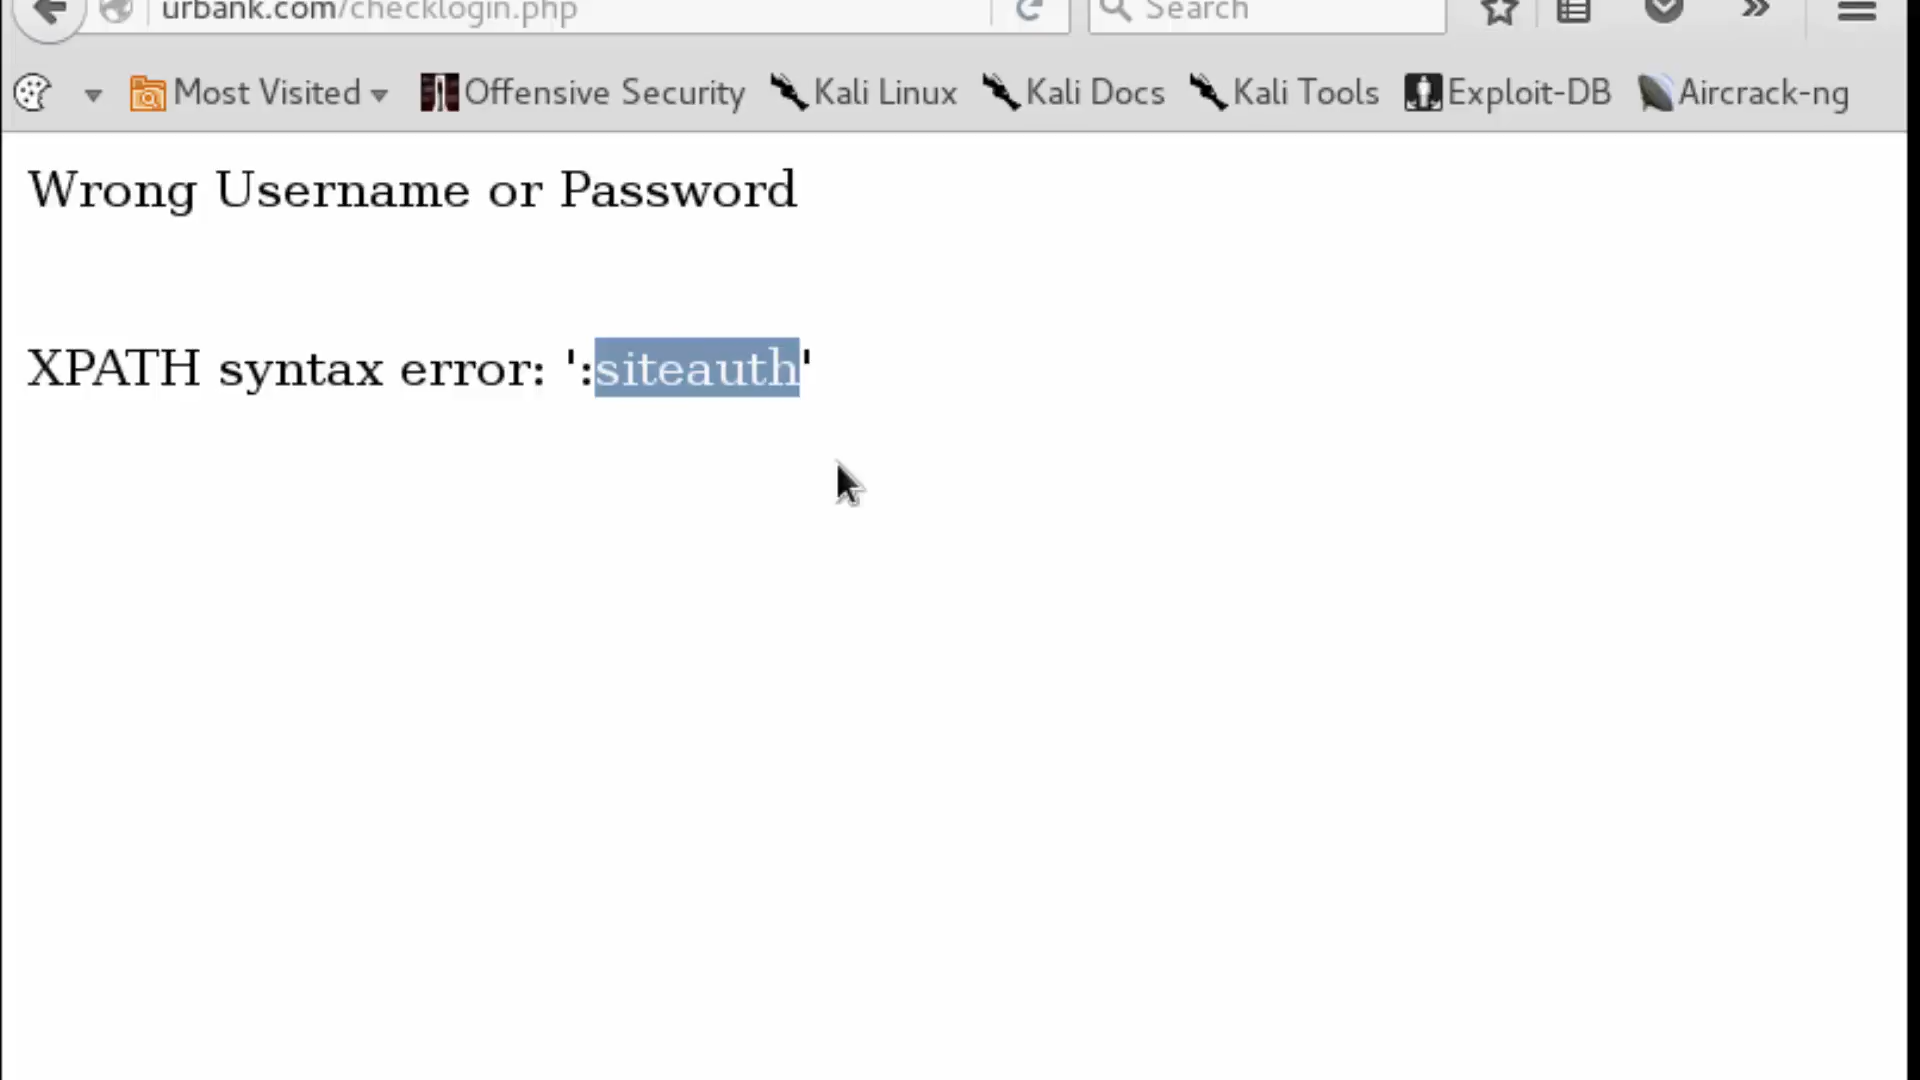 urbank.com/checklogin.php
Search
Most Visited
Offensive Security
Kali Linux
Kali Docs
Kali Tools
Exploit-DB
Aircrack-ng
Wrong Username or Password
XPATH syntax error: ':siteauth'